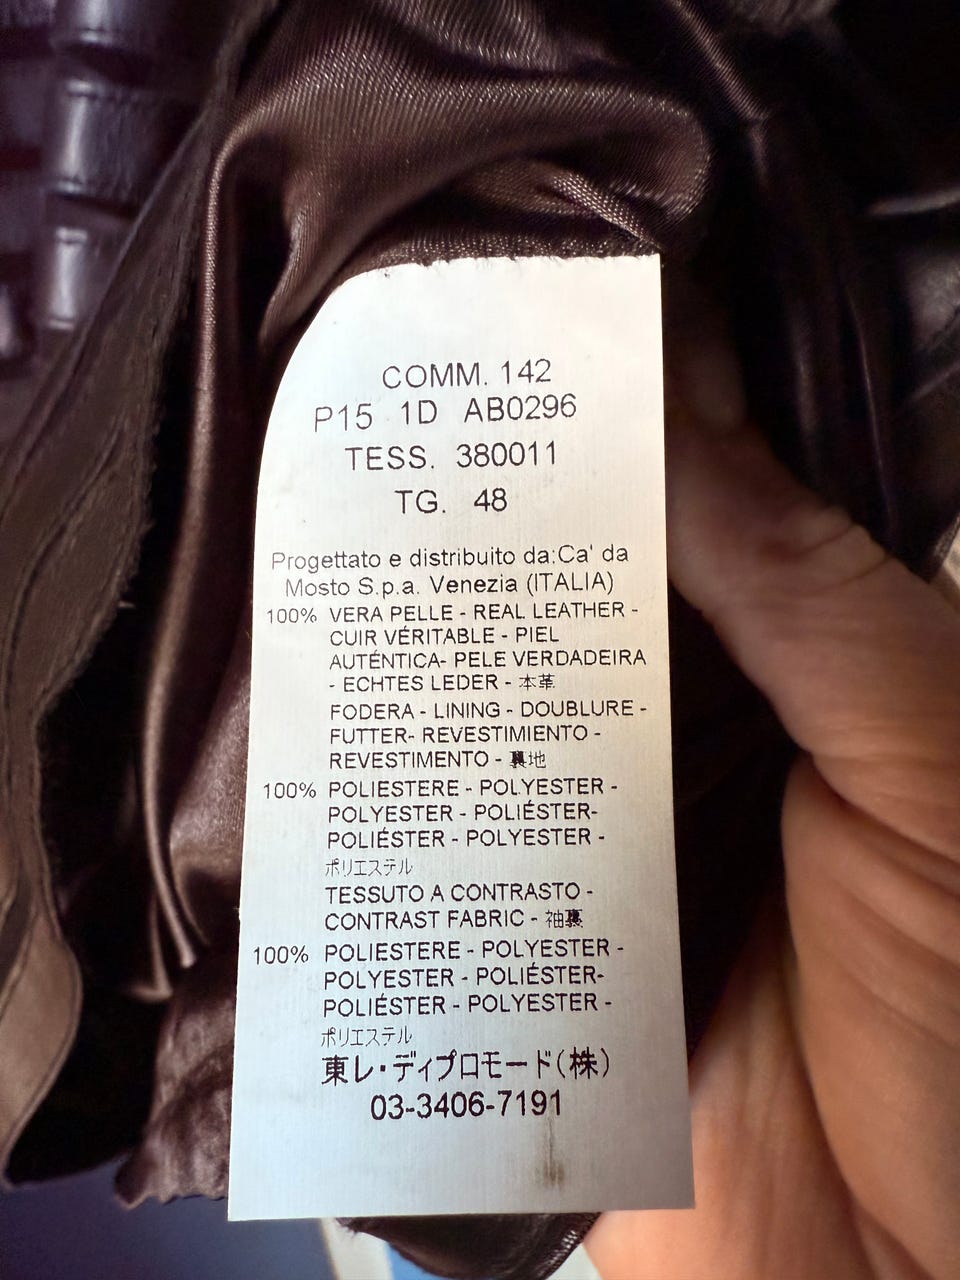 COMM. 142
P15 1D AB0296
TESS. 380011
TG. 48
Progettato e distribuito da:Ca' da
Mosto S.p.a. Venezia (ITALIA)
100% VERA PELLE - REAL LEATHER -
CUIR VÉRITABLE - PIEL
AUTÉNTICA- PELE VERDADEIRA
- ECHTES LEDER - 本革
FODERA - LINING - DOUBLURE -
FUTTER- REVESTIMIENTO -
REVESTIMENTO - 裏地
100% POLIESTERE - POLYESTER -
POLYESTER - POLIÉSTER-
POLIÉSTER - POLYESTER -
ポリエステル
TESSUTO A CONTRASTO -
CONTRAST FABRIC - 袖裏
100% POLIESTERE - POLYESTER -
POLYESTER - POLIÉSTER-
POLIÉSTER - POLYESTER -
ポリエステル
東レ・ディプロモード(株)
03-3406-7191